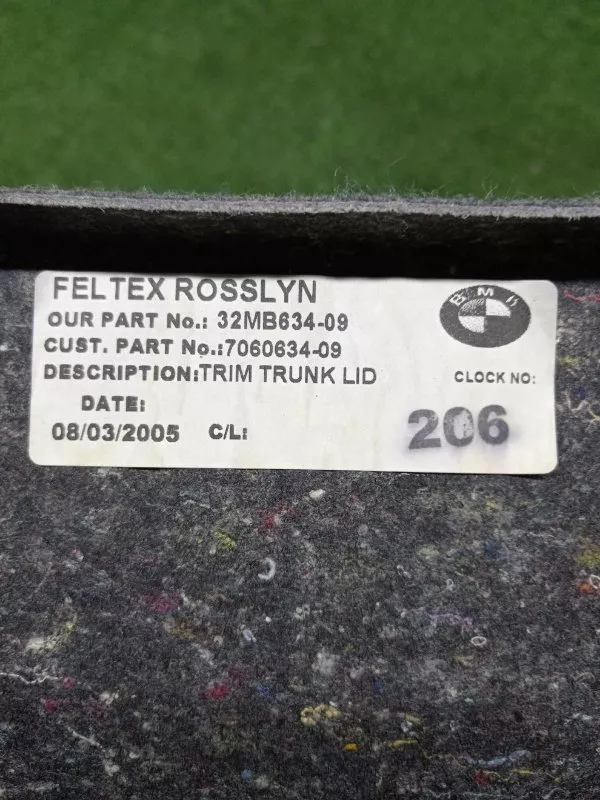 FELTEX ROSSLYN
BMB
OUR PART No.: 32MB634-09
CUST. PART No.:7060634-09
DESCRIPTION:TRIM TRUNK LID
CLOCK NO:
DATE:
08/03/2005 C/L:
206